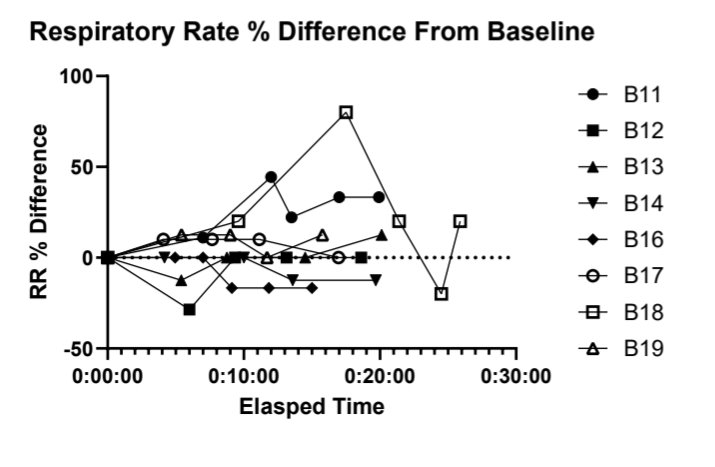 Respiratory Rate % Difference From Baseline
100
50
0
-50
RR % Difference
0:00:00 0:10:00 0:20:00 0:30:00
Elasped Time
B11
B12
B13
B14
B16
B17
B18
B19